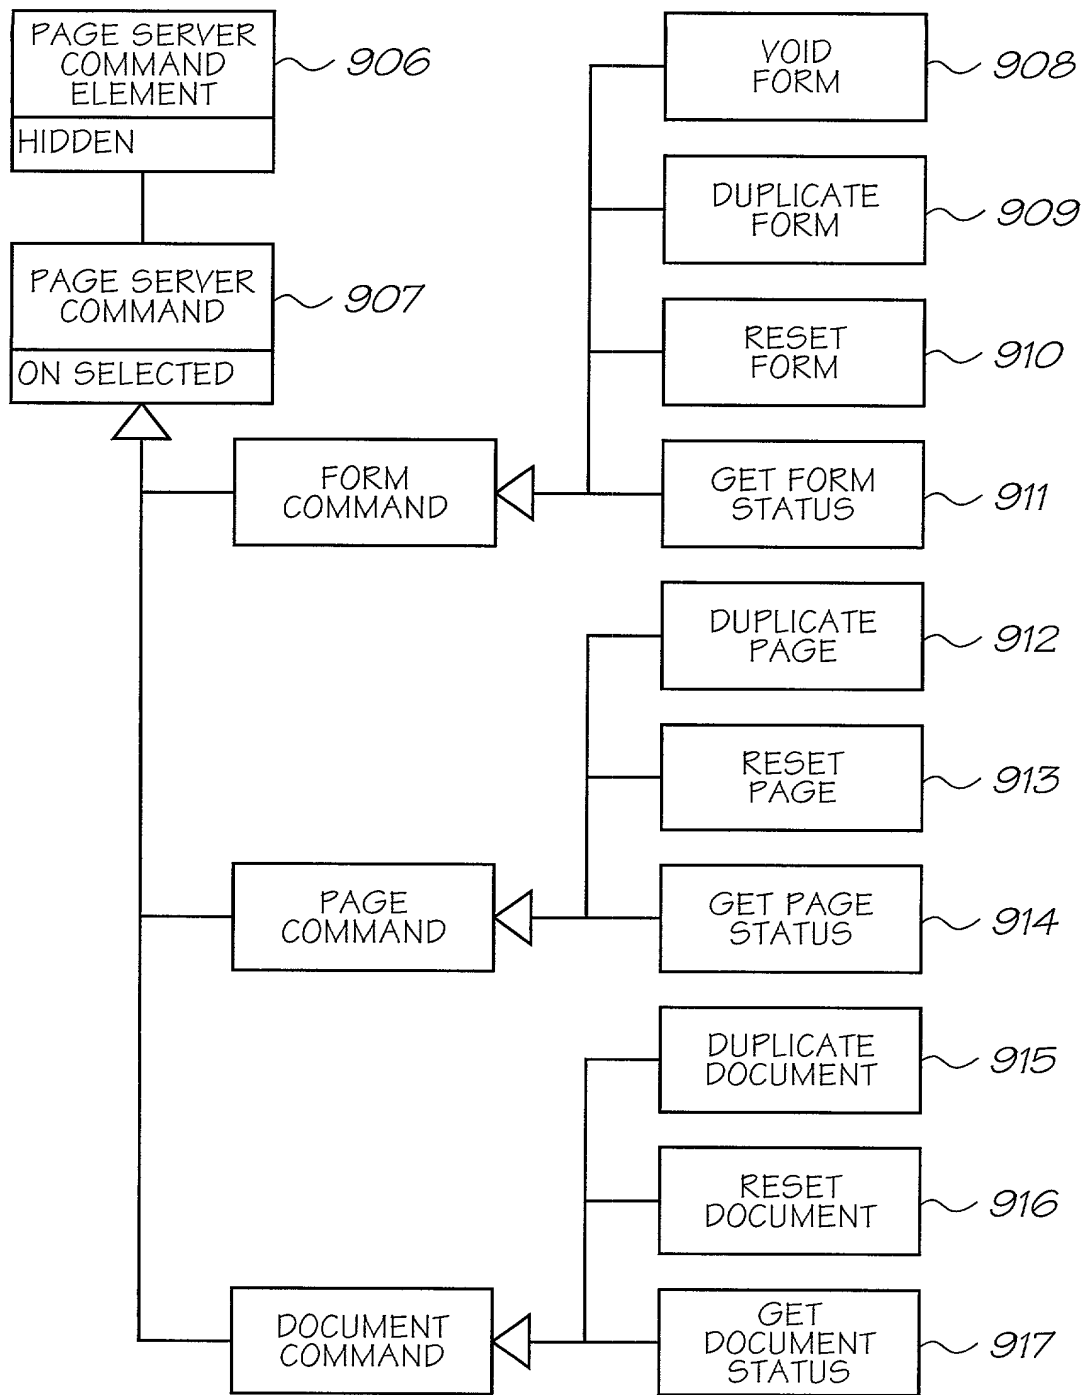 PAGE SERVER
COMMAND
ELEMENT
906
HIDDEN
PAGE SERVER
COMMAND
907
ON SELECTED
FORM
COMMAND
VOID
FORM
908
DUPLICATE
FORM
909
RESET
FORM
910
GET FORM
STATUS
911
PAGE
COMMAND
DUPLICATE
PAGE
912
RESET
PAGE
913
GET PAGE
STATUS
914
DOCUMENT
COMMAND
DUPLICATE
DOCUMENT
915
RESET
DOCUMENT
916
GET
DOCUMENT
STATUS
917